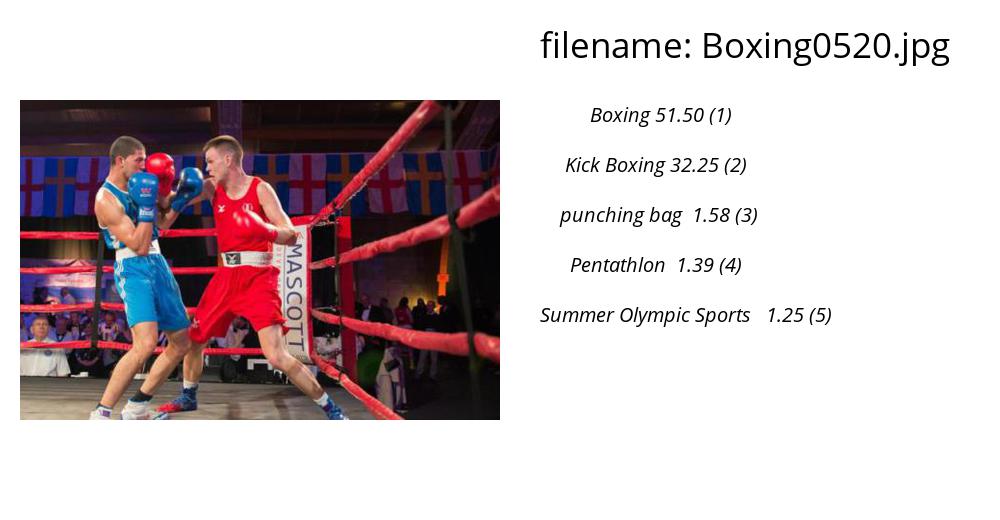 filename: Boxing0520.jpg
Boxing 51.50 (1)
Kick Boxing 32.25 (2)
punching bag 1.58 (3)
Pentathlon 1.39 (4)
Summer Olympic Sports 1.25 (5)
MASCOTT